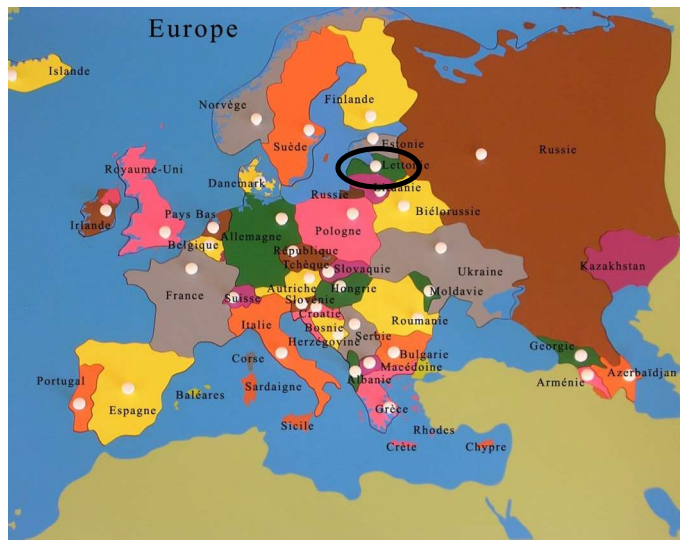 Europe
Islande
Norvège
Finlande
Suède
Estonie
Lettonie
Russie
Royaume-Uni
Danemark
Russie
Lituanie
Irlande
Pays Bas
Biélorussie
Belgique
Allemagne
Pologne
République
Tchèque
Slovaquie
Ukraine
Kazakhstan
France
Suisse
Autriche
Hongrie
Moldavie
Slovénie
Croatie
Italie
Bosnie
Herzégovine
Serbie
Roumanie
Corse
Bulgarie
Macédoine
Georgie
Portugal
Espagne
Baléares
Sardaigne
Albanie
Arménie
Azerbaïdjan
Sicile
Grèce
Rhodes
Crète
Chypre